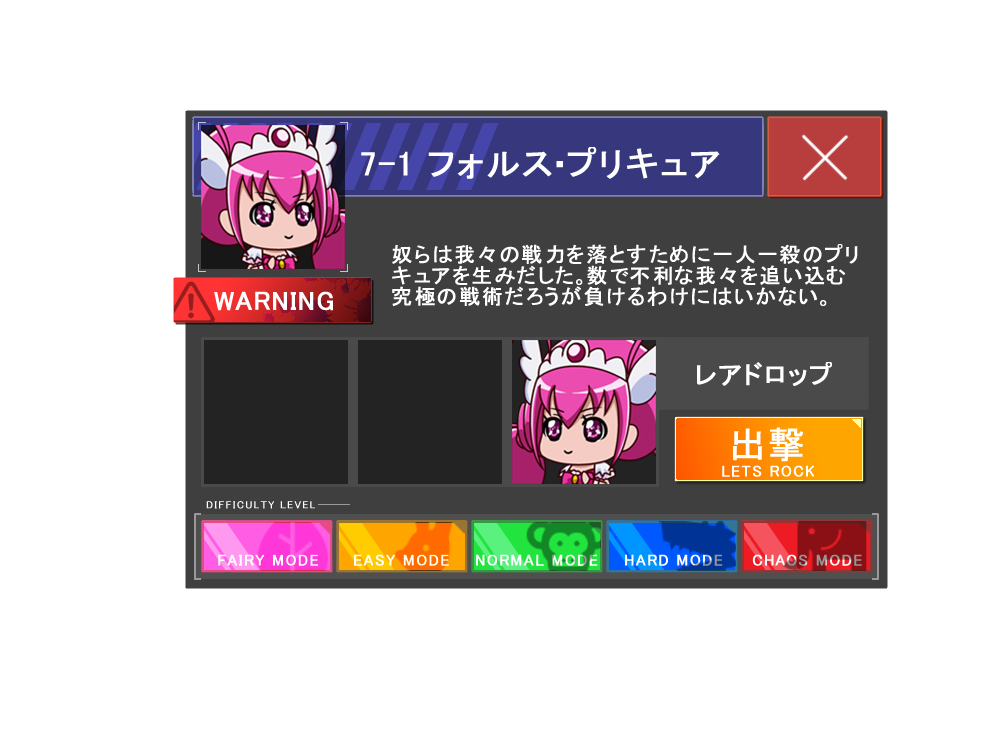 7-1 フォルス・プリキュア
WARNING
奴らは我々の戦力を落とすために一人一殺のプリ
キュアを生みだした。数で不利な我々を追い込む
究極の戦術だろうが負けるわけにはいかない。
レアドロップ
出撃
LETS ROCK
DIFFICULTY LEVEL
FAIRY MODE
EASY MODE
NORMAL MODE
HARD MODE
CHAOS MODE